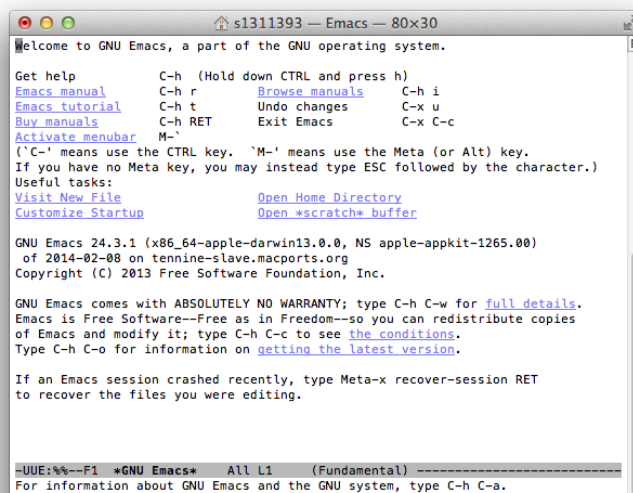 s1311393 — Emacs — 80×30
Welcome to GNU Emacs, a part of the GNU operating system.
Get help C-h (Hold down CTRL and press h)
Emacs manual C-h r Browse manuals C-h i
Emacs tutorial C-h t Undo changes C-x u
Buy manuals C-h RET Exit Emacs C-x C-c
Activate menubar M-`
(`C-' means use the CTRL key. `M-' means use the Meta (or Alt) key.
If you have no Meta key, you may instead type ESC followed by the character.)
Useful tasks:
Visit New File Open Home Directory
Customize Startup Open *scratch* buffer
GNU Emacs 24.3.1 (x86_64-apple-darwin13.0.0, NS apple-appkit-1265.00)
of 2014-02-08 on tennine-slave.macports.org
Copyright (C) 2013 Free Software Foundation, Inc.
GNU Emacs comes with ABSOLUTELY NO WARRANTY; type C-h C-w for full details.
Emacs is Free Software--Free as in Freedom--so you can redistribute copies
of Emacs and modify it; type C-h C-c to see the conditions.
Type C-h C-o for information on getting the latest version.
If an Emacs session crashed recently, type Meta-x recover-session RET
to recover the files you were editing.
-UUE:%%--F1 *GNU Emacs* All L1 (Fundamental) ----------------------------
For information about GNU Emacs and the GNU system, type C-h C-a.